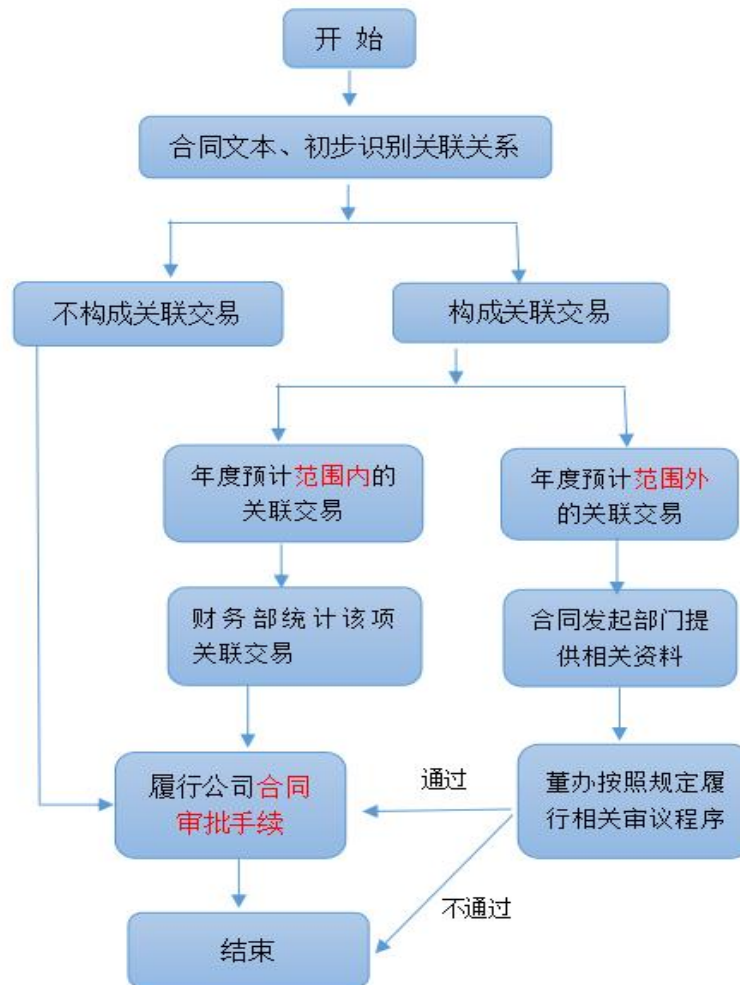 开 始
合同文本、初步识别关联关系
不构成关联交易
构成关联交易
年度预计范围内的
关联交易
年度预计范围外
的关联交易
财务部统计该项
关联交易
合同发起部门提
供相关资料
履行公司合同
审批手续
通过
董办按照规定履
行相关审议程序
不通过
结束